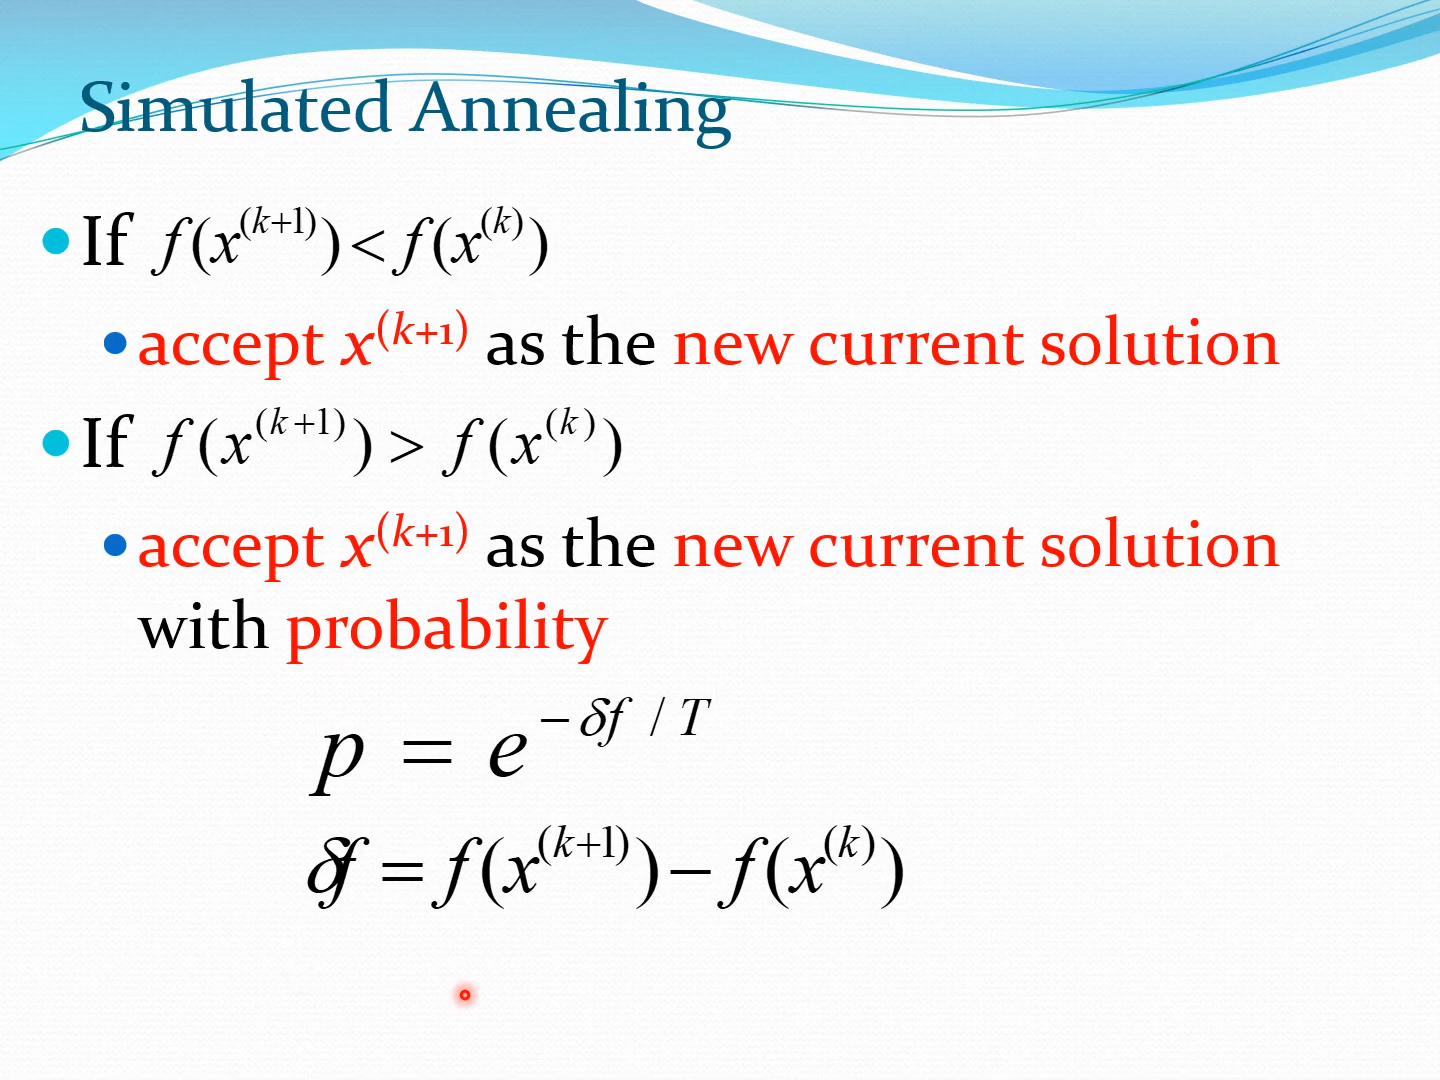 Simulated Annealing
• If f(x^(k+1)) < f(x^(k))
• accept x^(k+1) as the new current solution
• If f(x^(k+1)) > f(x^(k))
• accept x^(k+1) as the new current solution
with probability
p = e^(−δf / T)
δf = f(x^(k+1)) − f(x^(k))